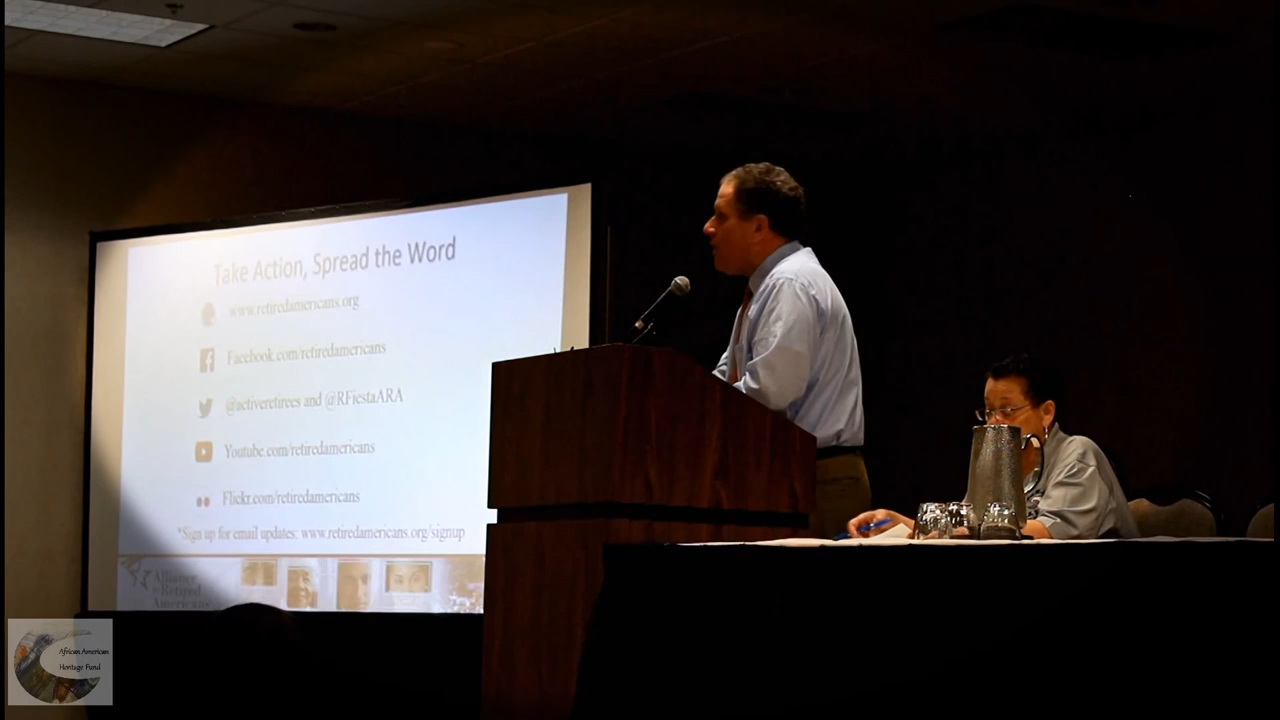 Take Action, Spread the Word
www.retiredamericans.org
Facebook.com/retiredamericans
@activeretirees and @RFiestaARA
Youtube.com/retiredamericans
Flickr.com/retiredamericans
*Sign up for email updates: www.retiredamericans.org/signup
Alliance
for Retired
Americans
African American
Heritage Fund